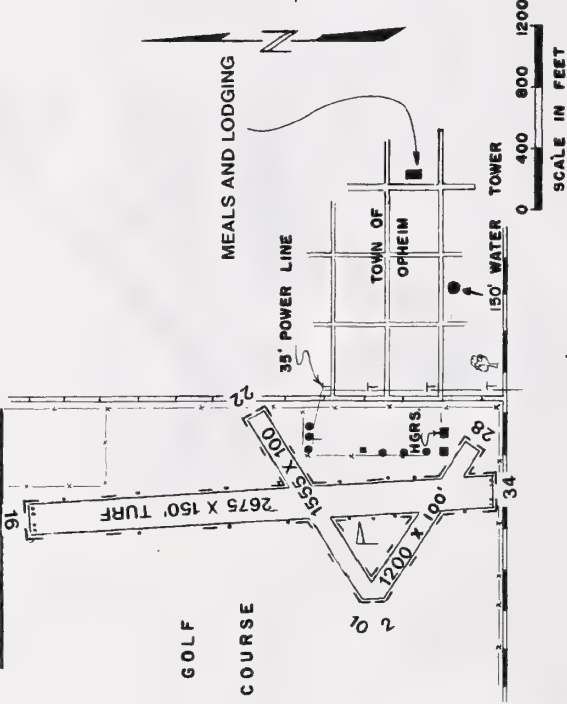 N
MEALS AND LODGING
35' POWER LINE
TOWN OF
OPHEIM
150' WATER TOWER
0 400 800 1200
SCALE IN FEET
22
16
2675 X 150' TURF
1555 X 100
HGRS.
28
34
1200 X 100'
10 2
GOLF
COURSE